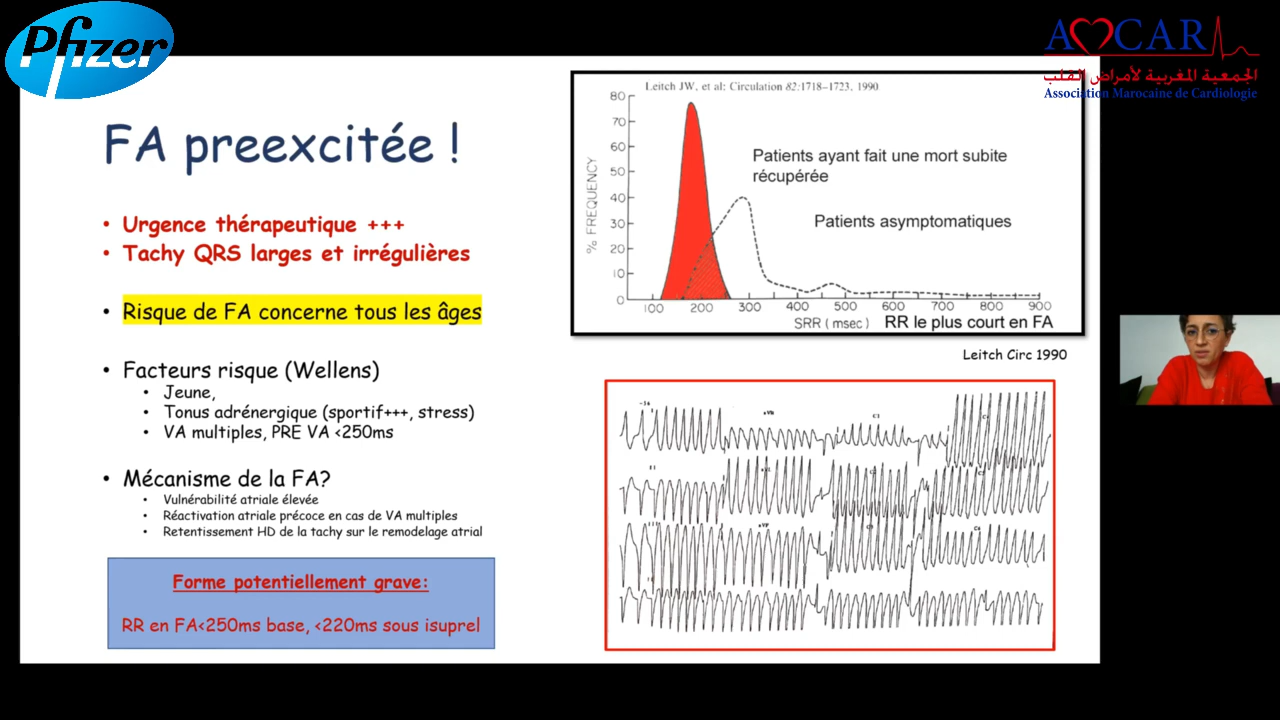 Pfizer
AMCAR
الجمعية المغربية لأمراض القلب
Association Marocaine de Cardiologie
FA preexcitée !
• Urgence thérapeutique +++
• Tachy QRS larges et irrégulières
• Risque de FA concerne tous les âges
• Facteurs risque (Wellens)
• Jeune,
• Tonus adrénergique (sportif+++, stress)
• VA multiples, PRE VA <250ms
• Mécanisme de la FA?
• Vulnérabilité atriale élevée
• Réactivation atriale précoce en cas de VA multiples
• Retentissement HD de la tachy sur le remodelage atrial
Forme potentiellement grave:
RR en FA<250ms base, <220ms sous isuprel
Leitch JW, et al: Circulation 82:1718–1723, 1990
% FREQUENCY
80
70
60
50
40
30
20
10
0
Patients ayant fait une mort subite
récupérée
Patients asymptomatiques
100 200 300 400 500 600 700 800 900
SRR ( msec ) RR le plus court en FA
Leitch Circ 1990
aVR
C1
aVF